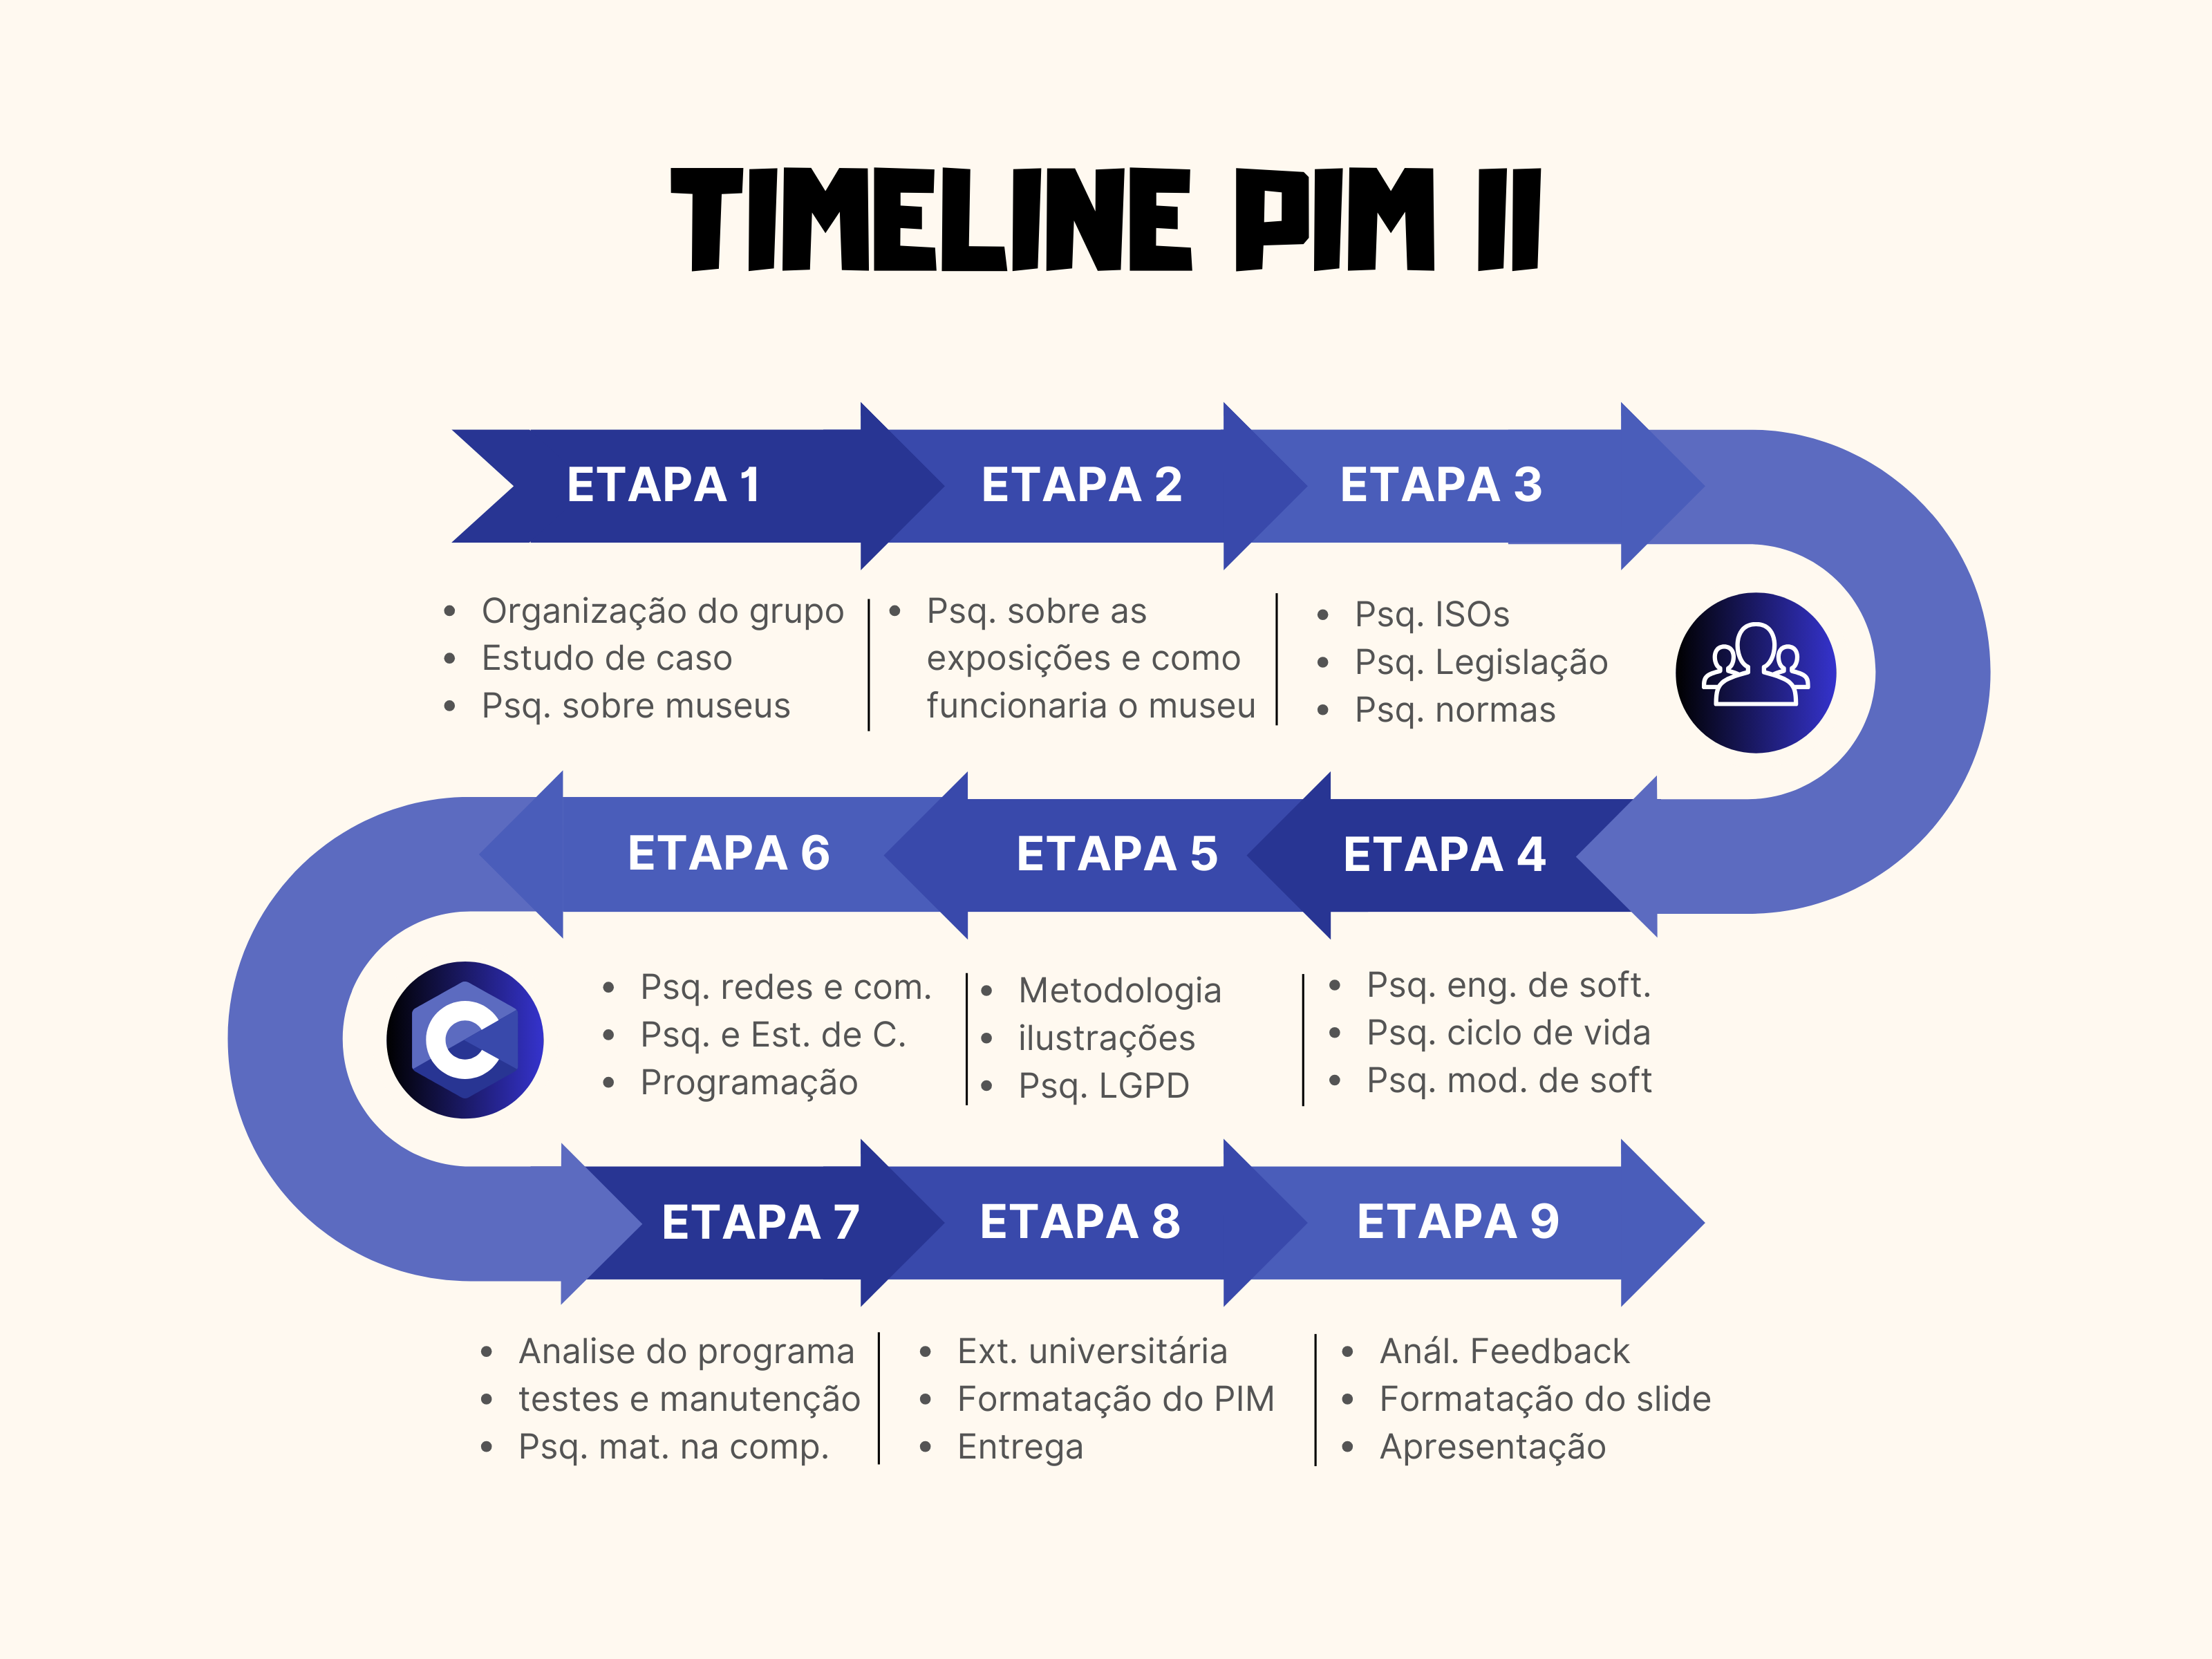 TIMELINE PIM II
ETAPA 1
ETAPA 2
ETAPA 3
• Organização do grupo
• Estudo de caso
• Psq. sobre museus
• Psq. sobre as
exposições e como
funcionaria o museu
• Psq. ISOs
• Psq. Legislação
• Psq. normas
ETAPA 4
• Psq. eng. de soft.
• Psq. ciclo de vida
• Psq. mod. de soft
ETAPA 5
• Metodologia
• ilustrações
• Psq. LGPD
ETAPA 6
• Psq. redes e com.
• Psq. e Est. de C.
• Programação
C
ETAPA 7
ETAPA 8
ETAPA 9
• Analise do programa
• testes e manutenção
• Psq. mat. na comp.
• Ext. universitária
• Formatação do PIM
• Entrega
• Anál. Feedback
• Formatação do slide
• Apresentação